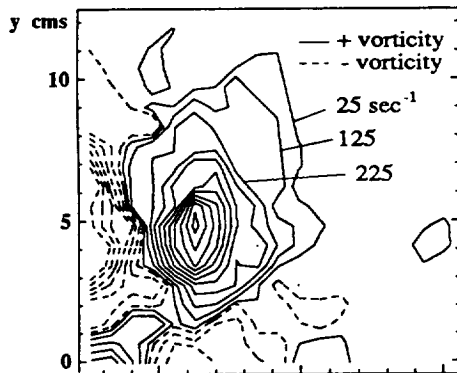 y cms
— + vorticity
--- - vorticity
10
25 sec⁻¹
125
225
5
0